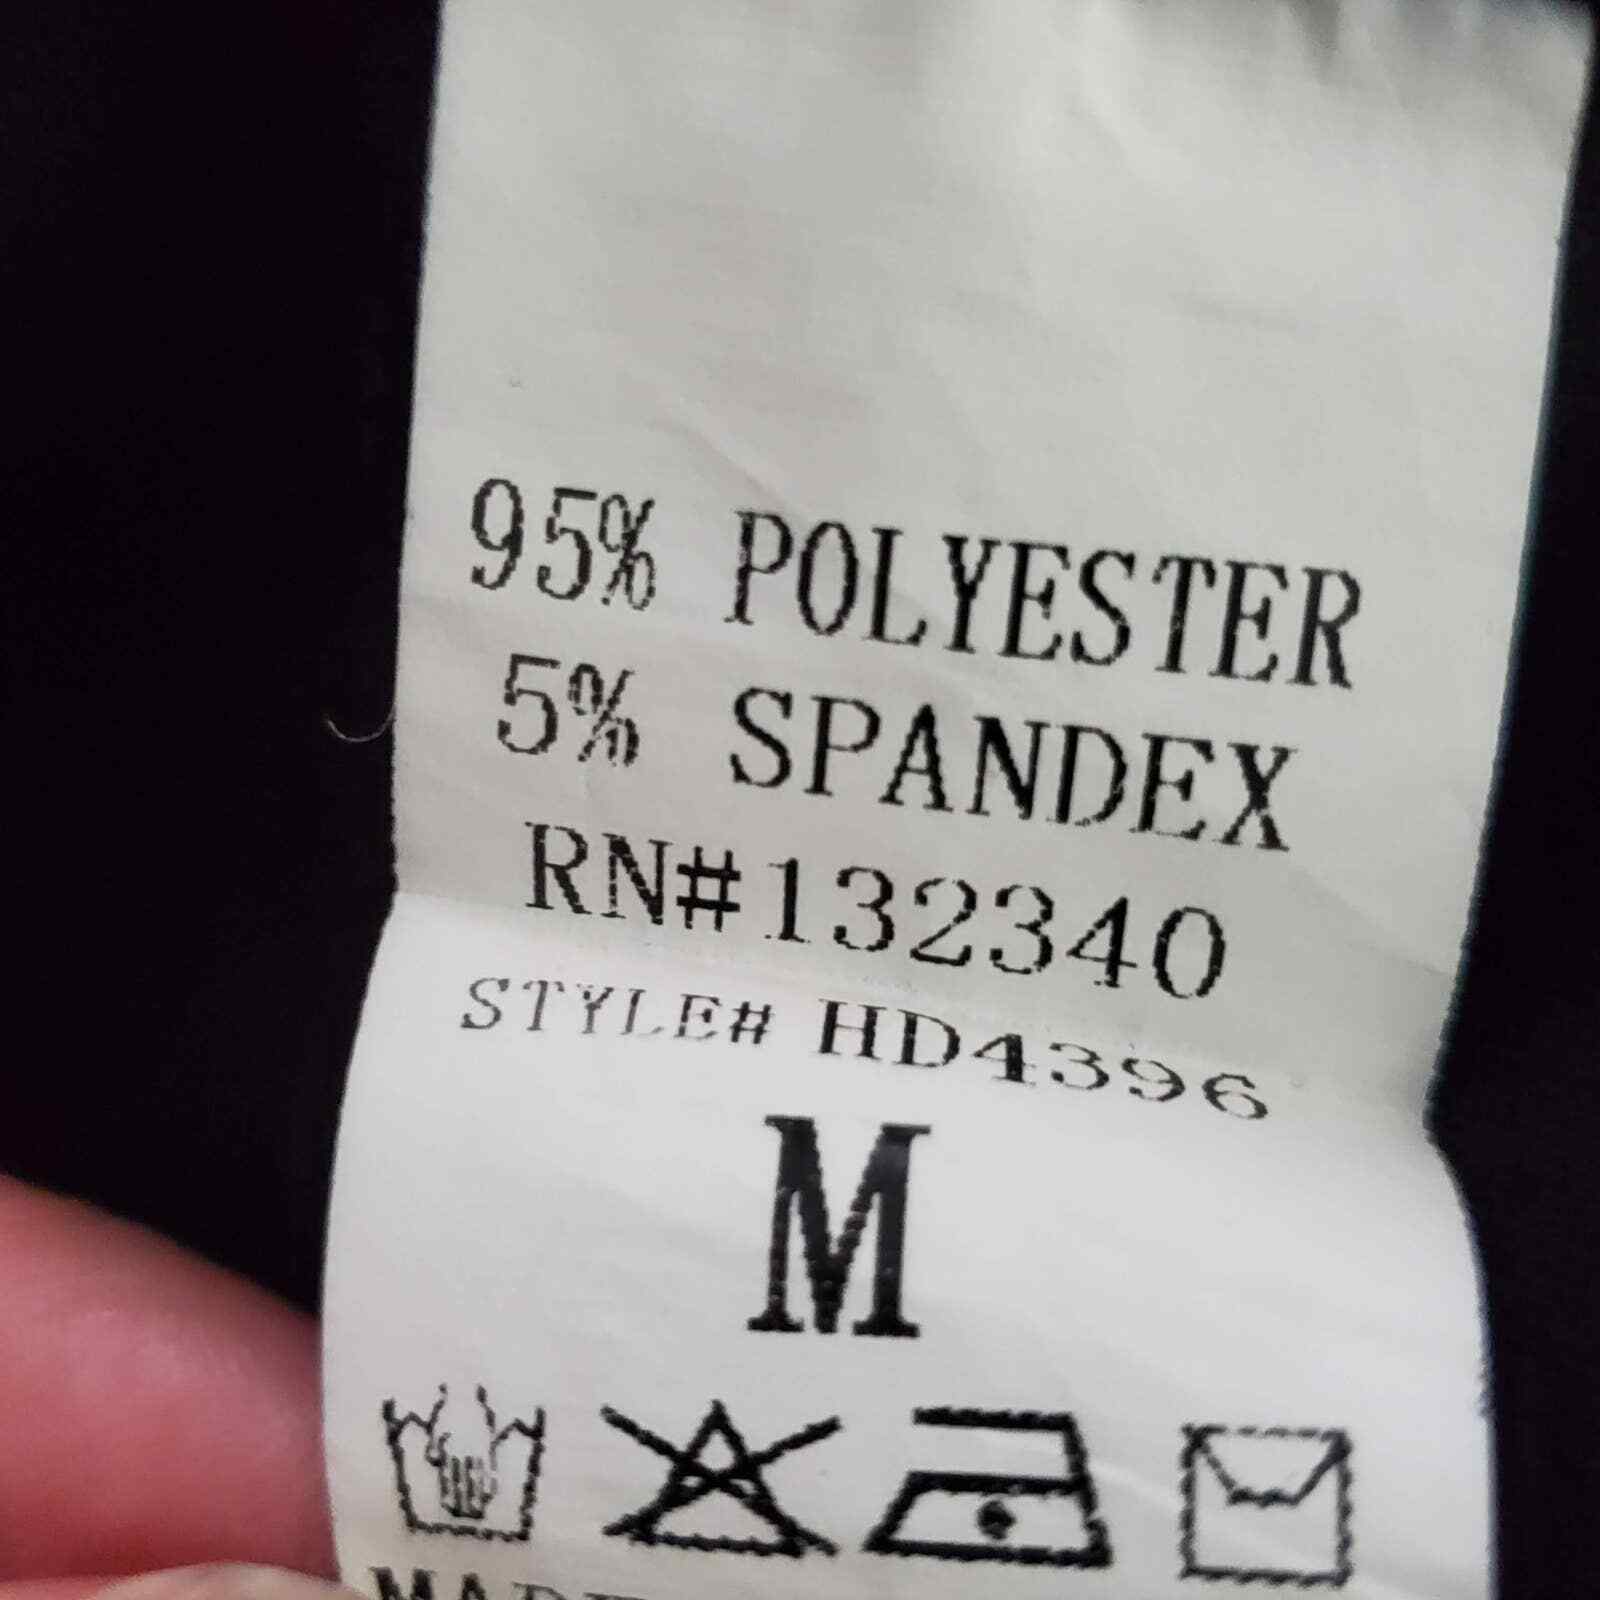 95% POLYESTER
5% SPANDEX
RN#132340
STYLE# HD4396
M